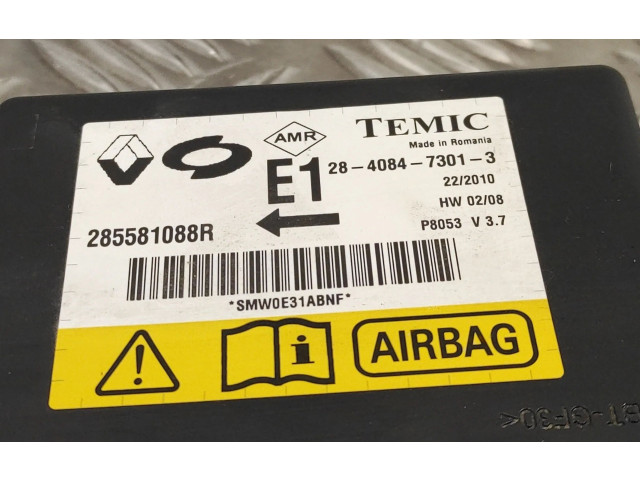 AMR
TEMIC
Made in Romania
E1
28-4084-7301-3
22/2010
HW 02/08
285581088R
P8053 V 3.7
*SMW0E31ABNF*
AIRBAG